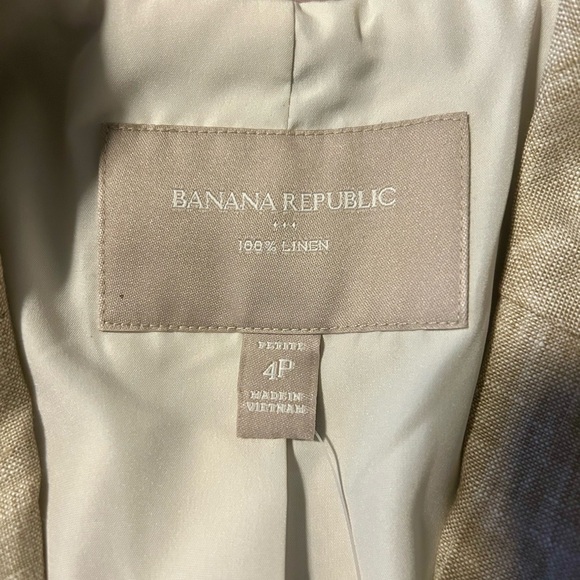 BANANA REPUBLIC
100% LINEN
PETITE
4P
MADE IN
VIETNAM